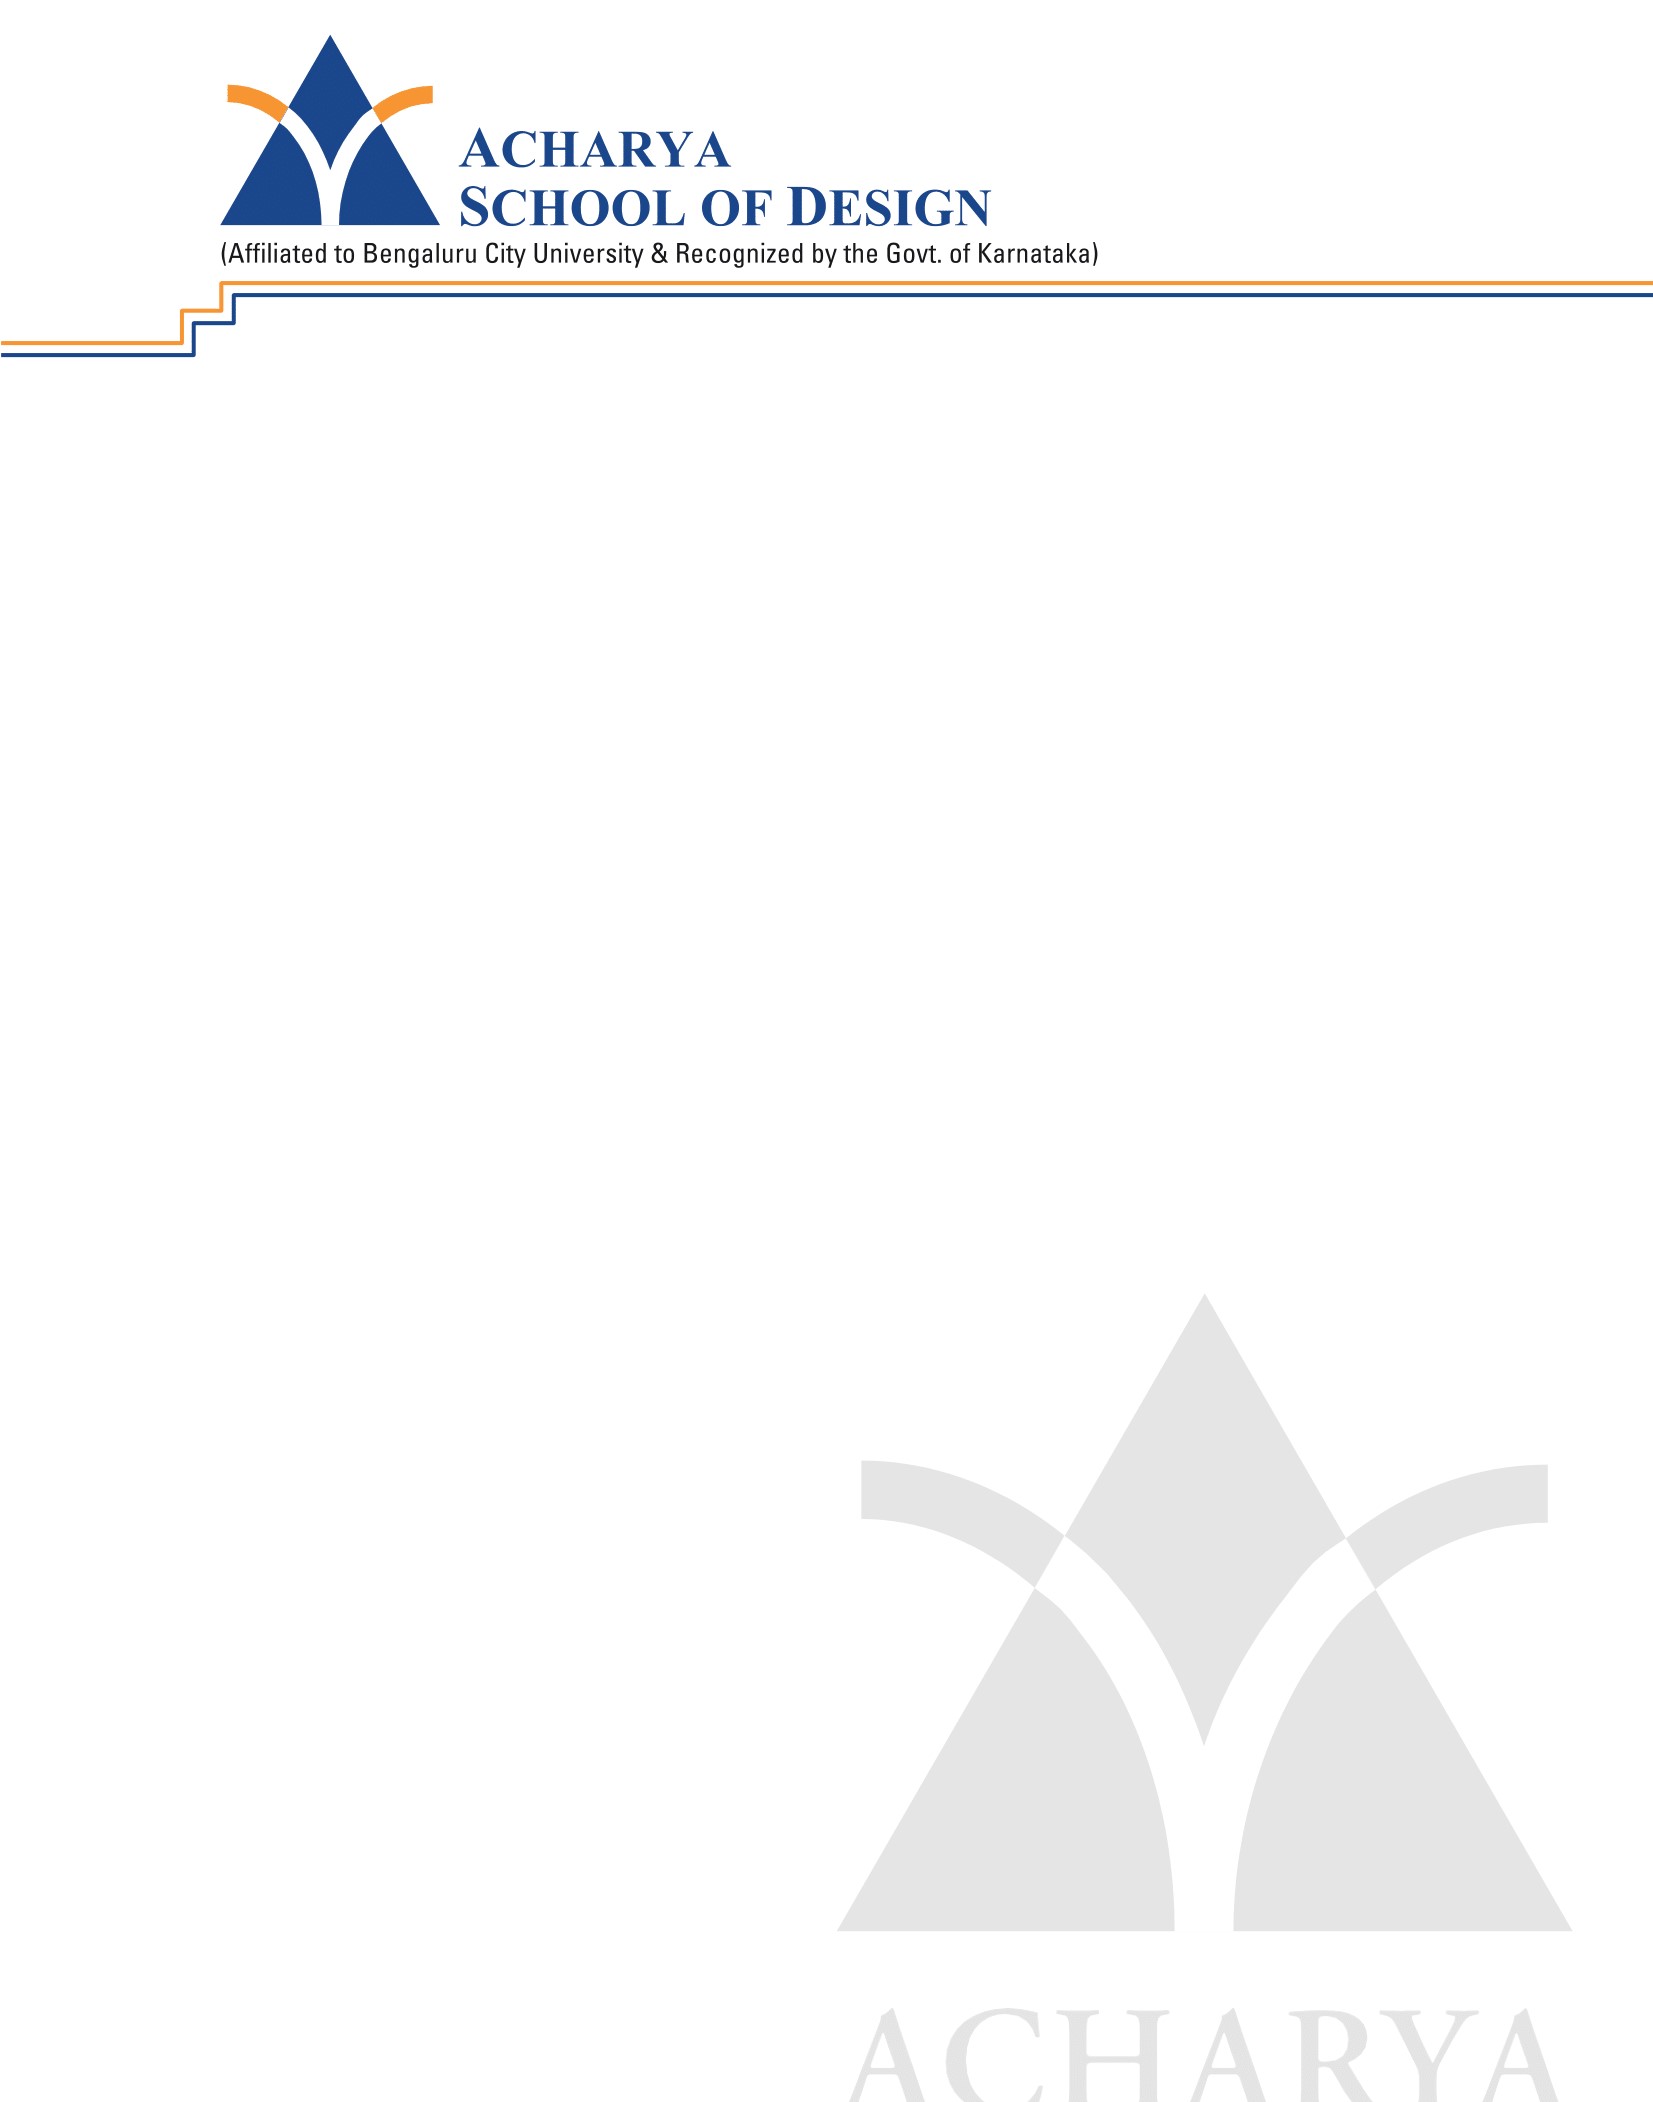 ACHARYA
SCHOOL OF DESIGN
(Affiliated to Bengaluru City University & Recognized by the Govt. of Karnataka)
ACHARYA